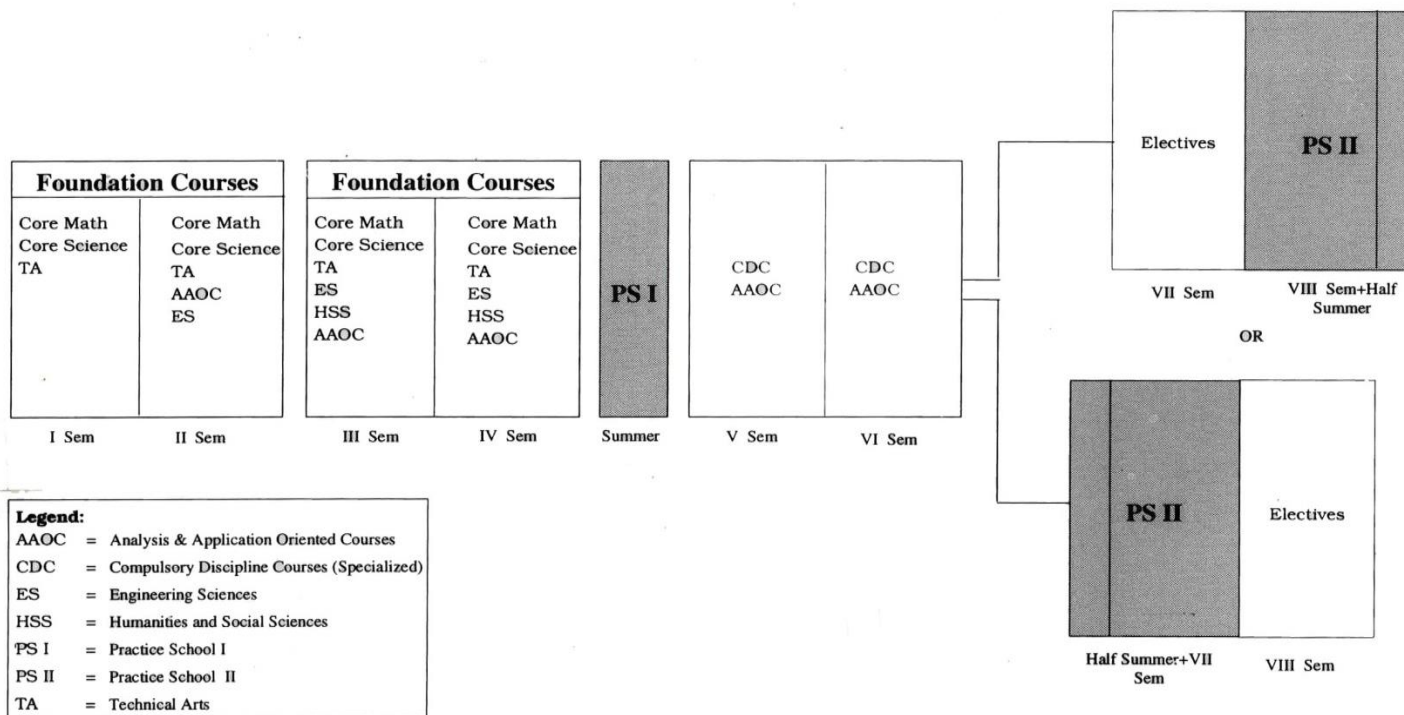 Foundation Courses
Core Math
Core Science
TA
I Sem
Core Math
Core Science
TA
AAOC
ES
II Sem
Foundation Courses
Core Math
Core Science
TA
ES
HSS
AAOC
III Sem
Core Math
Core Science
TA
ES
HSS
AAOC
IV Sem
PS I
Summer
CDC
AAOC
V Sem
CDC
AAOC
VI Sem
Electives
VII Sem
PS II
VIII Sem+Half
Summer
OR
PS II
Half Summer+VII
Sem
Electives
VIII Sem
Legend:
AAOC = Analysis & Application Oriented Courses
CDC = Compulsory Discipline Courses (Specialized)
ES = Engineering Sciences
HSS = Humanities and Social Sciences
PS I = Practice School I
PS II = Practice School II
TA = Technical Arts